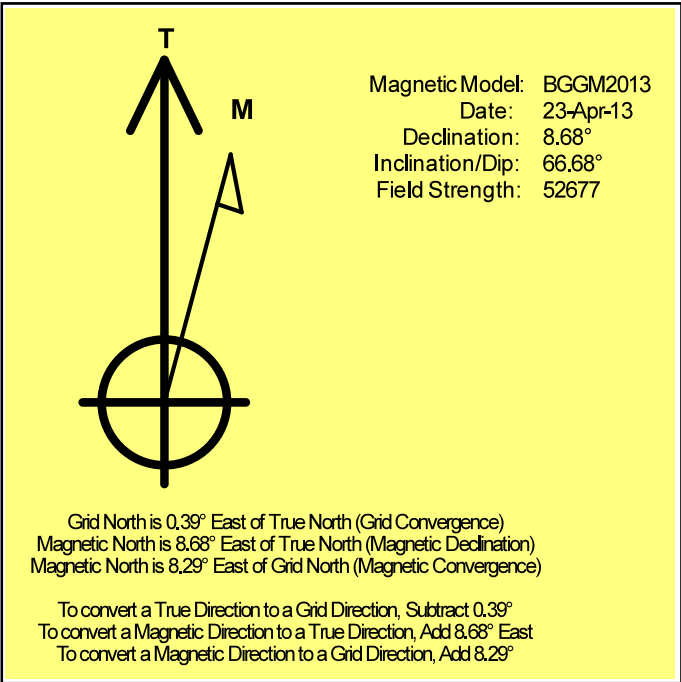 T
M
Magnetic Model: BGGM2013
Date: 23-Apr-13
Declination: 8.68°
Inclination/Dip: 66.68°
Field Strength: 52677
Grid North is 0.39° East of True North (Grid Convergence)
Magnetic North is 8.68° East of True North (Magnetic Declination)
Magnetic North is 8.29° East of Grid North (Magnetic Convergence)
To convert a True Direction to a Grid Direction, Subtract 0.39°
To convert a Magnetic Direction to a True Direction, Add 8.68° East
To convert a Magnetic Direction to a Grid Direction, Add 8.29°